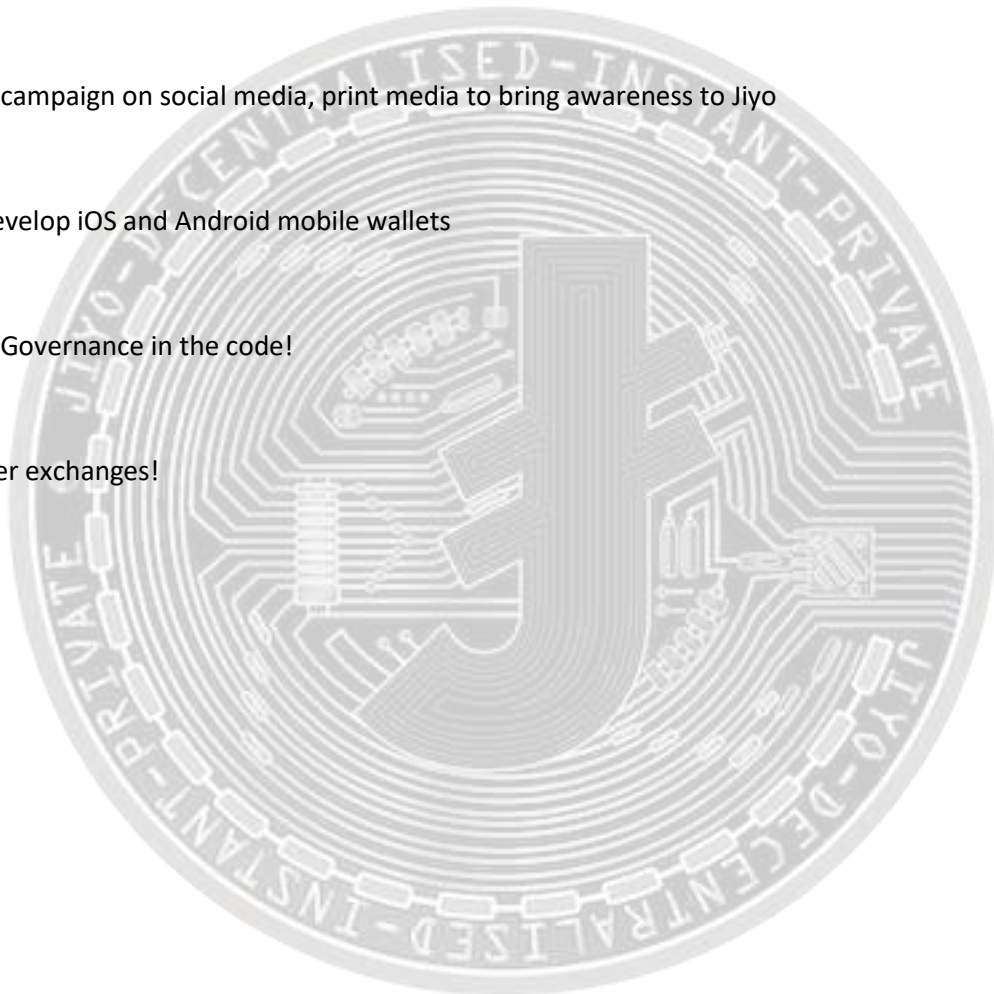 campaign on social media, print media to bring awareness to Jiyo
evelop iOS and Android mobile wallets
Governance in the code!
er exchanges!
JIYO-DECENTRALISED-INSTANT-PRIVATE
JIYO-DECENTRALIZED-INSTANT-PRIVATE